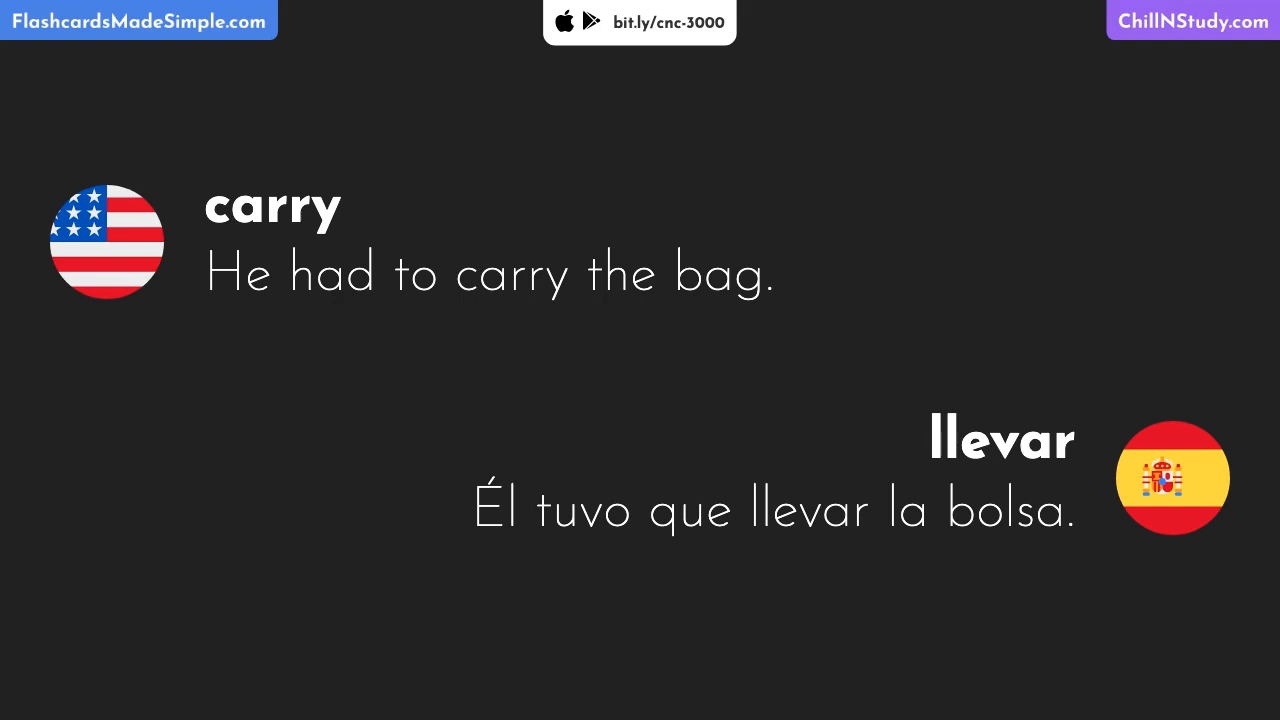 FlashcardsMadeSimple.com
bit.ly/cnc-3000
ChillNStudy.com
carry
He had to carry the bag.
llevar
Él tuvo que llevar la bolsa.